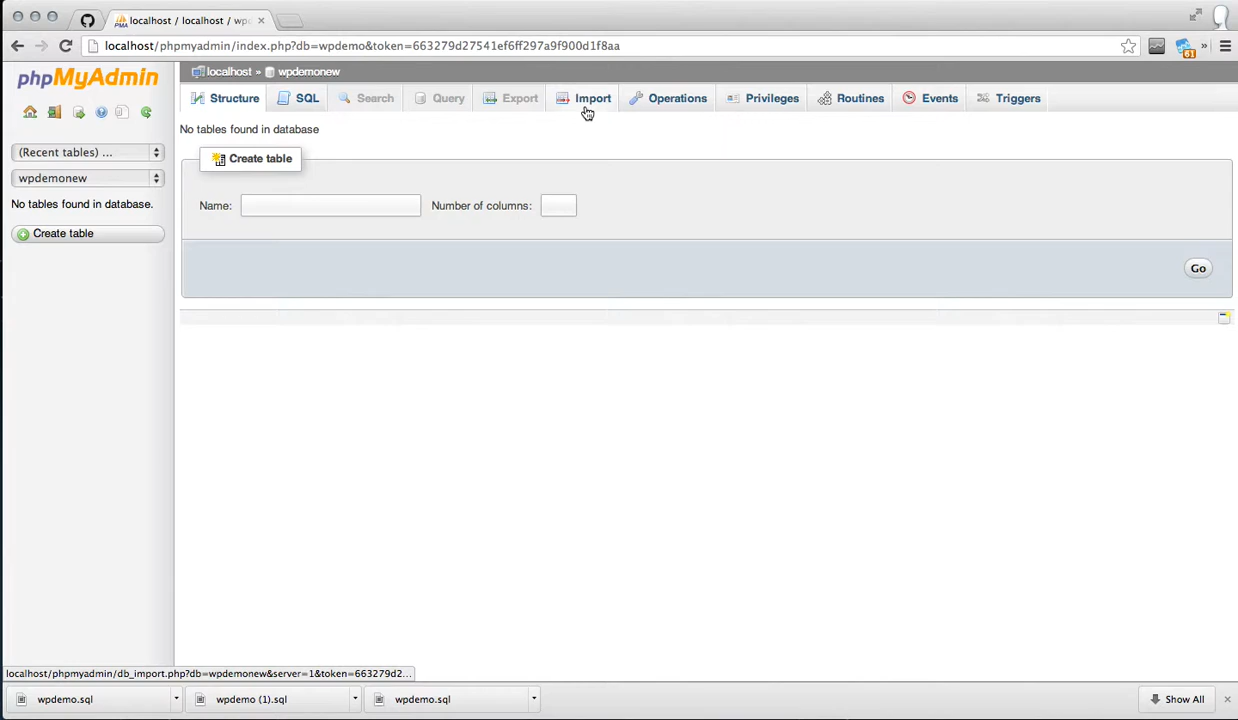 localhost / localhost / wpc
localhost/phpmyadmin/index.php?db=wpdemo&token=663279d27541ef6ff297a9f900d1f8aa
61
»
phpMyAdmin
localhost » wpdemonew
Structure SQL Search Query Export Import Operations Privileges Routines Events Triggers
(Recent tables) ...
wpdemonew
No tables found in database.
Create table
No tables found in database
Create table
Name: Number of columns:
Go
localhost/phpmyadmin/db_import.php?db=wpdemonew&server=1&token=663279d2...
wpdemo.sql wpdemo (1).sql wpdemo.sql Show All